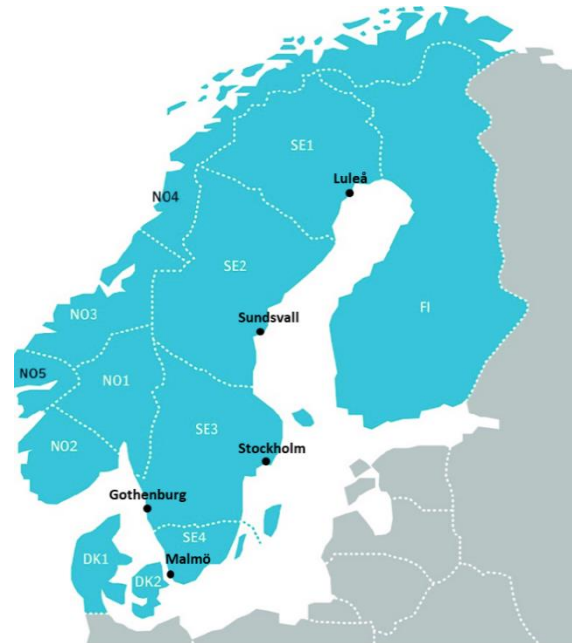 SE1
Luleå
NO4
SE2
NO3
Sundsvall
FI
NO5
NO1
NO2
SE3
Stockholm
Gothenburg
SE4
DK1
Malmö
DK2